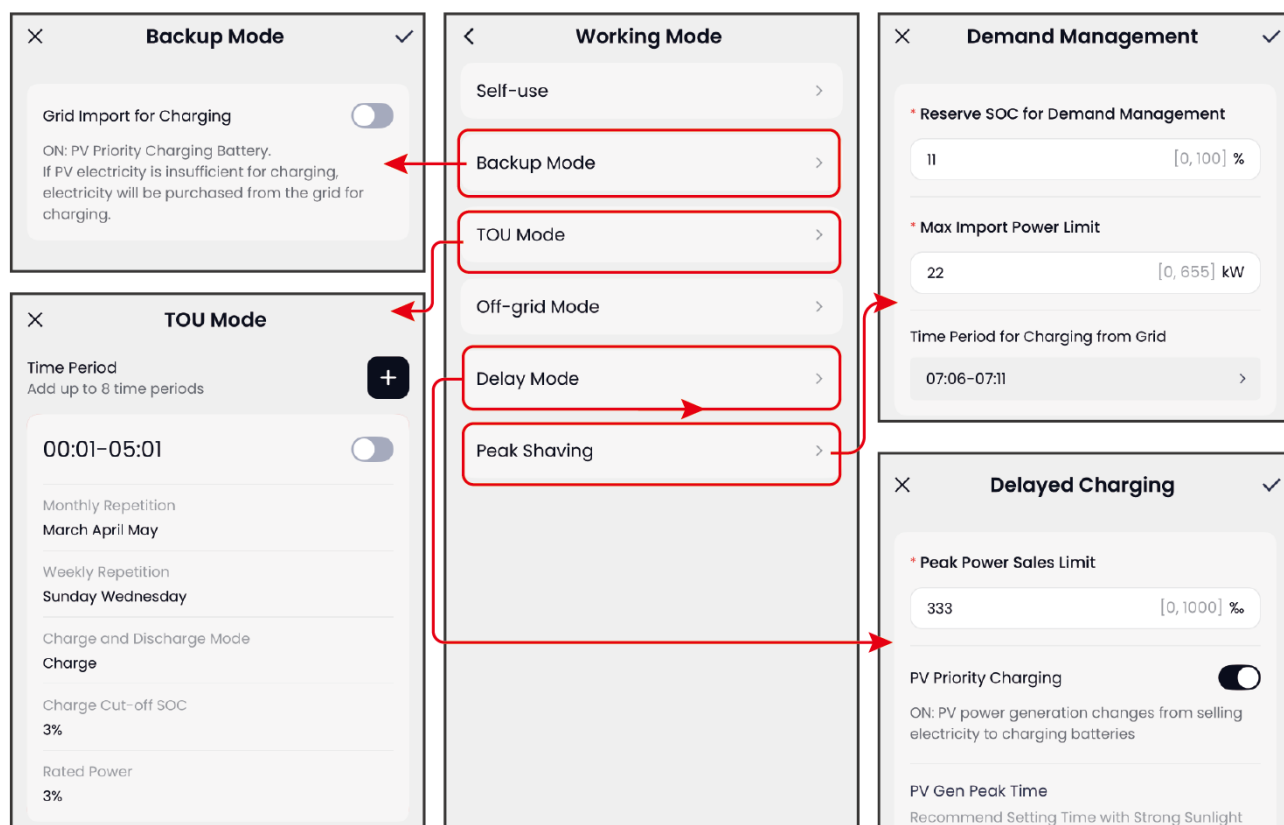 Backup Mode
Grid Import for Charging
ON: PV Priority Charging Battery.
If PV electricity is insufficient for charging,
electricity will be purchased from the grid for
charging.
TOU Mode
Time Period
Add up to 8 time periods
+
00:01-05:01
Monthly Repetition
March April May
Weekly Repetition
Sunday Wednesday
Charge and Discharge Mode
Charge
Charge Cut-off SOC
3%
Rated Power
3%
Working Mode
Self-use
Backup Mode
TOU Mode
Off-grid Mode
Delay Mode
Peak Shaving
Demand Management
* Reserve SOC for Demand Management
11 [0, 100] %
* Max Import Power Limit
22 [0, 655] kW
Time Period for Charging from Grid
07:06-07:11
Delayed Charging
* Peak Power Sales Limit
333 [0, 1000] ‰
PV Priority Charging
ON: PV power generation changes from selling
electricity to charging batteries
PV Gen Peak Time
Recommend Setting Time with Strong Sunlight